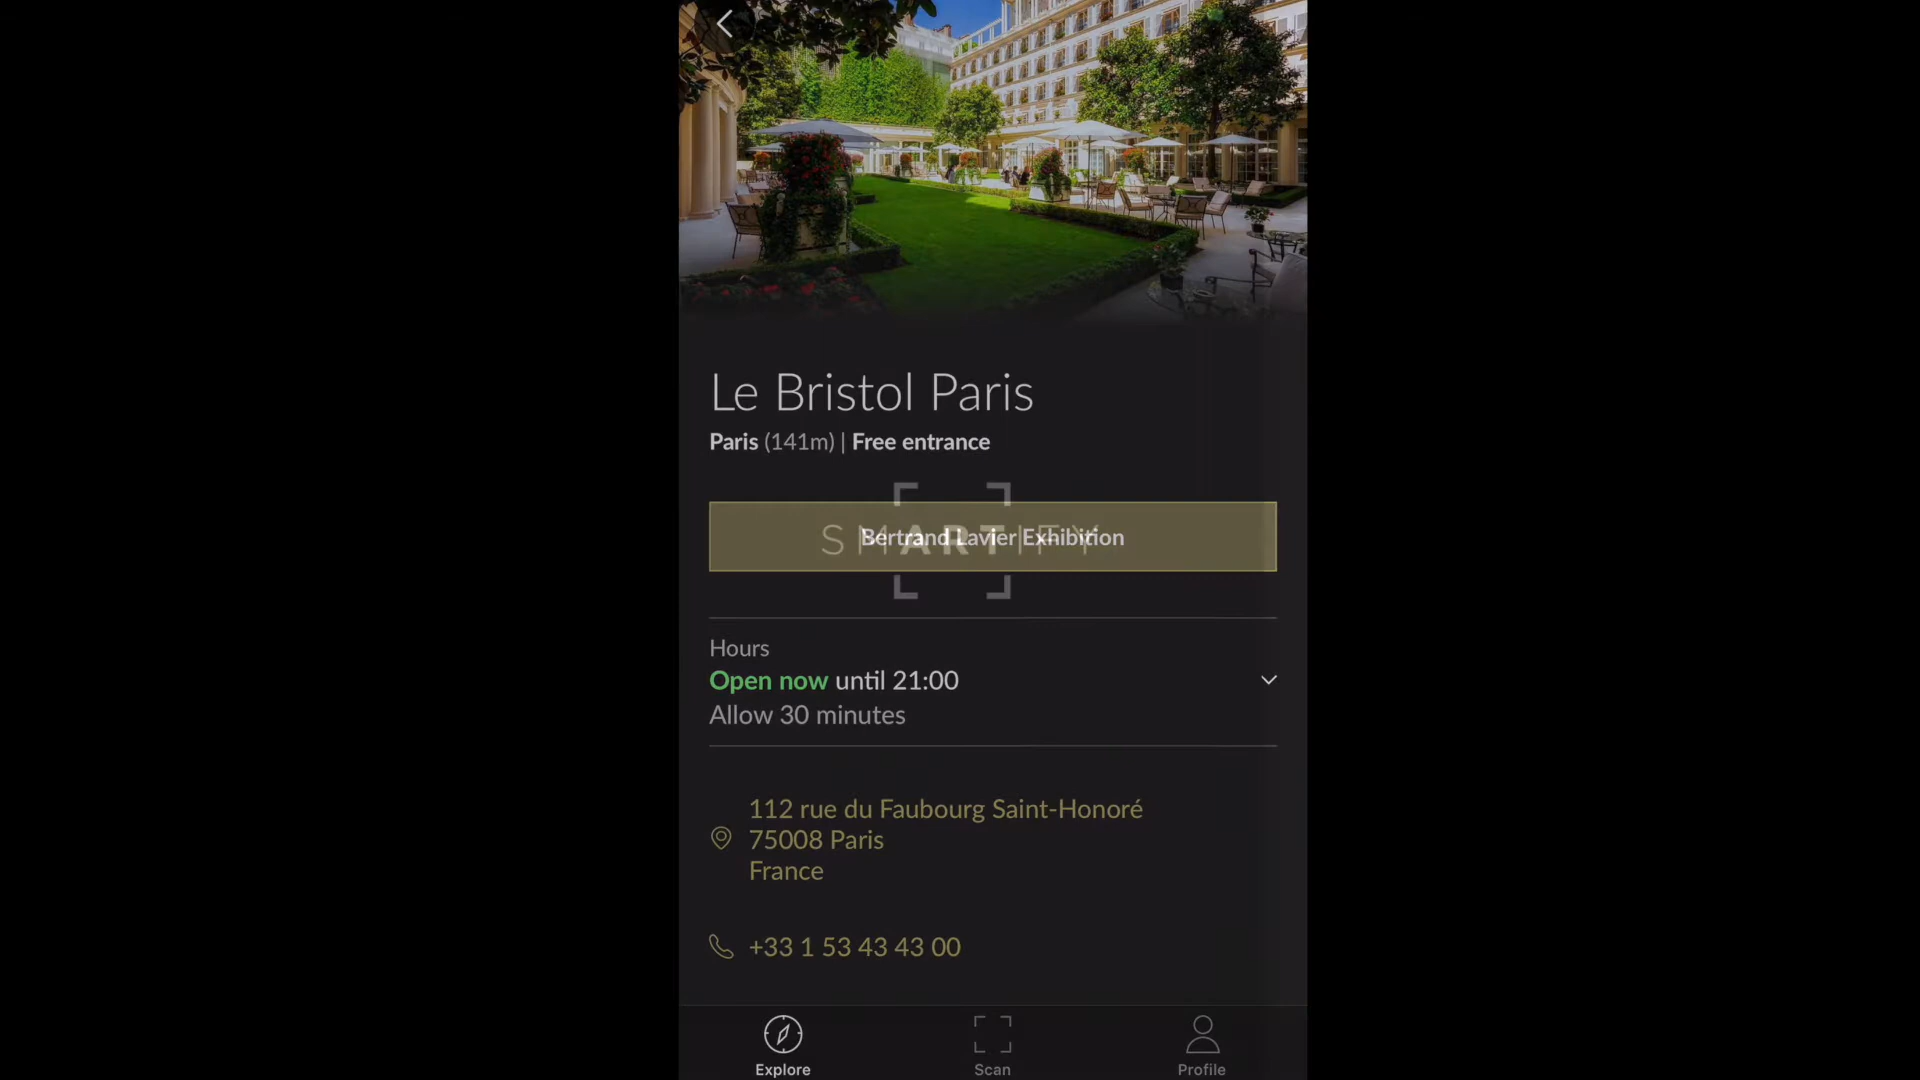 Le Bristol Paris
Paris (141m) | Free entrance
SMARTIFY
Bertrand Lavier Exhibition
Hours
Open now until 21:00
Allow 30 minutes
112 rue du Faubourg Saint-Honoré
75008 Paris
France
+33 1 53 43 43 00
Explore
Scan
Profile